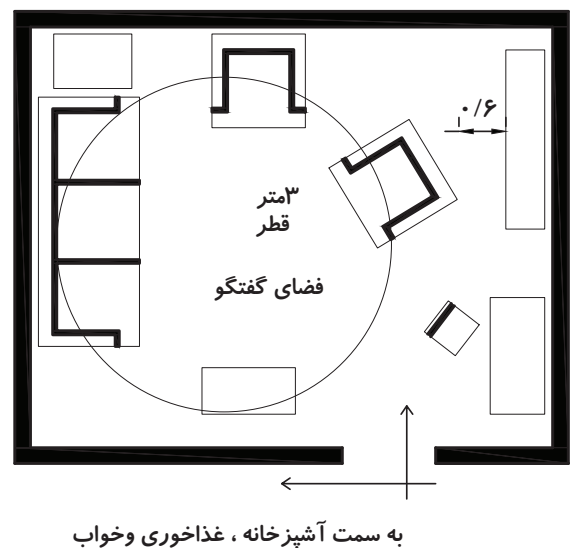 ۰/۶
۳متر
قطر
فضای گفتگو
به سمت آشپزخانه ، غذاخوری وخواب